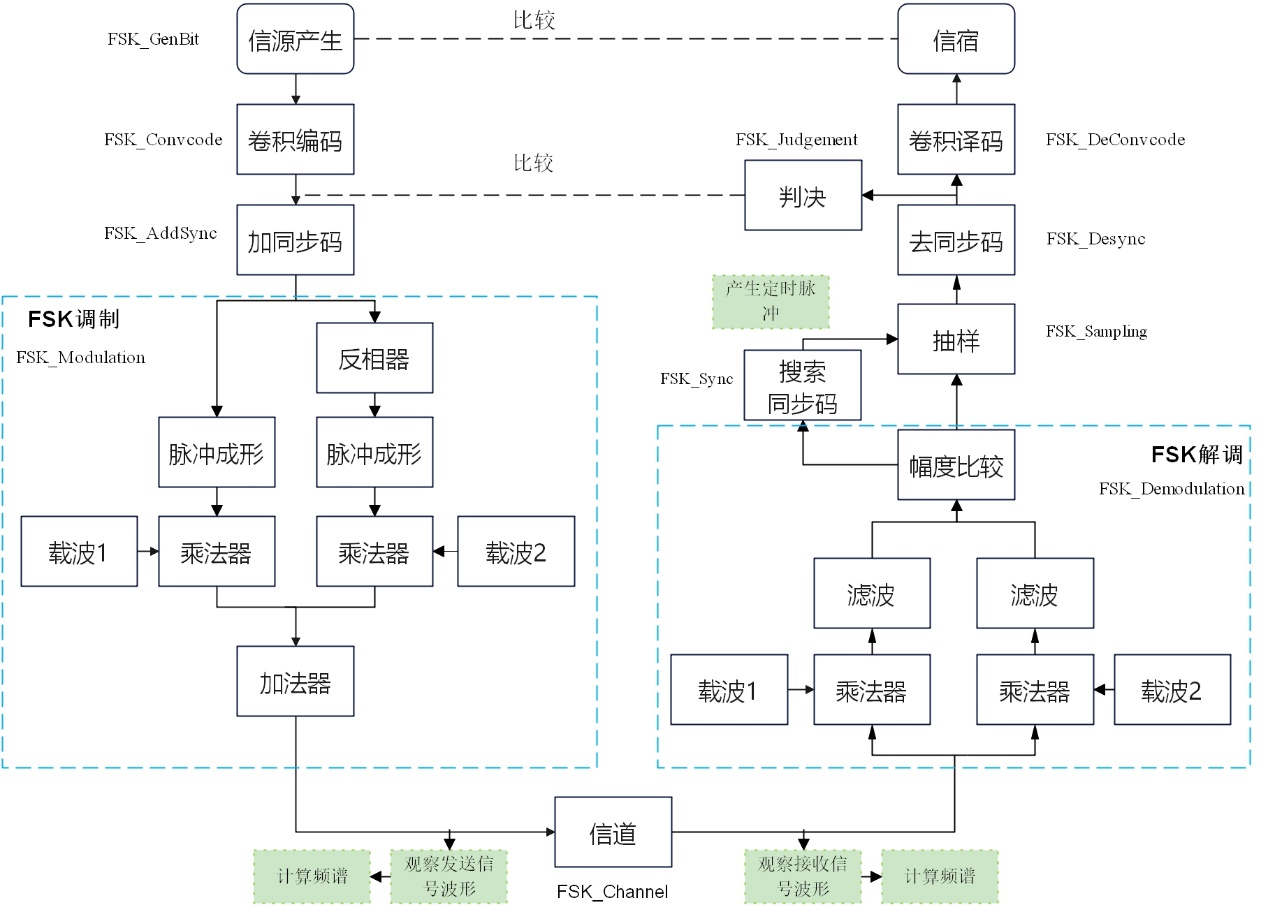 比较
FSK_GenBit
信源产生
信宿
FSK_Convcode
卷积编码
比较
FSK_Judgement
判决
卷积译码
FSK_DeConvcode
FSK_AddSync
加同步码
去同步码
FSK_Desync
产生定时脉
冲
FSK调制
FSK_Modulation
反相器
脉冲成形
脉冲成形
载波1
乘法器
乘法器
载波2
加法器
FSK_Sync
搜索
同步码
抽样
FSK_Sampling
FSK解调
FSK_Demodulation
幅度比较
滤波
滤波
载波1
乘法器
乘法器
载波2
信道
FSK_Channel
计算频谱
观察发送信
号波形
观察接收信
号波形
计算频谱